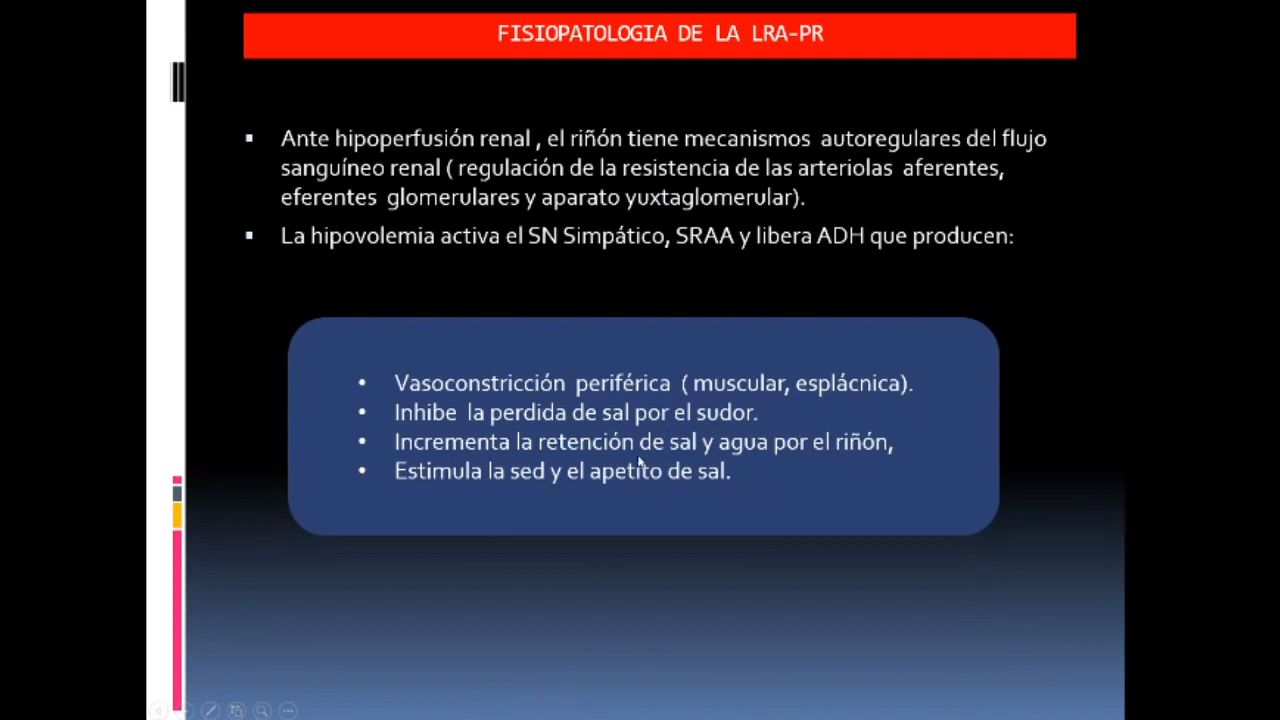 FISIOPATOLOGIA DE LA LRA-PR
Ante hipoperfusión renal , el riñón tiene mecanismos autoregulares del flujo
sanguíneo renal ( regulación de la resistencia de las arteriolas aferentes,
eferentes glomerulares y aparato yuxtaglomerular).
La hipovolemia activa el SN Simpático, SRAA y libera ADH que producen:
Vasoconstricción periférica ( muscular, esplácnica).
Inhibe la perdida de sal por el sudor.
Incrementa la retención de sal y agua por el riñón,
Estimula la sed y el apetito de sal.